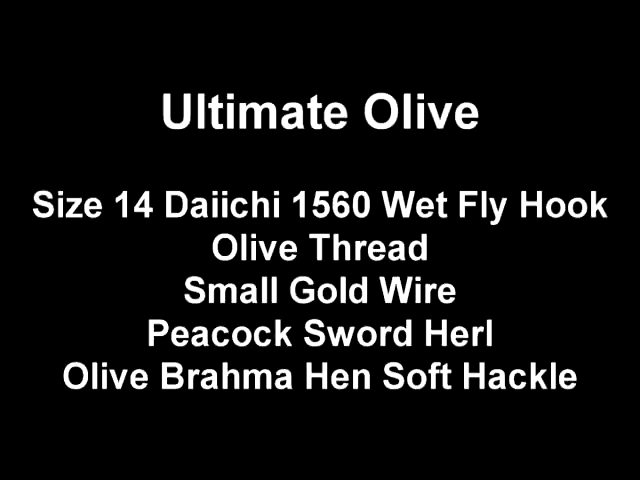 Ultimate Olive
Size 14 Daiichi 1560 Wet Fly Hook
Olive Thread
Small Gold Wire
Peacock Sword Herl
Olive Brahma Hen Soft Hackle